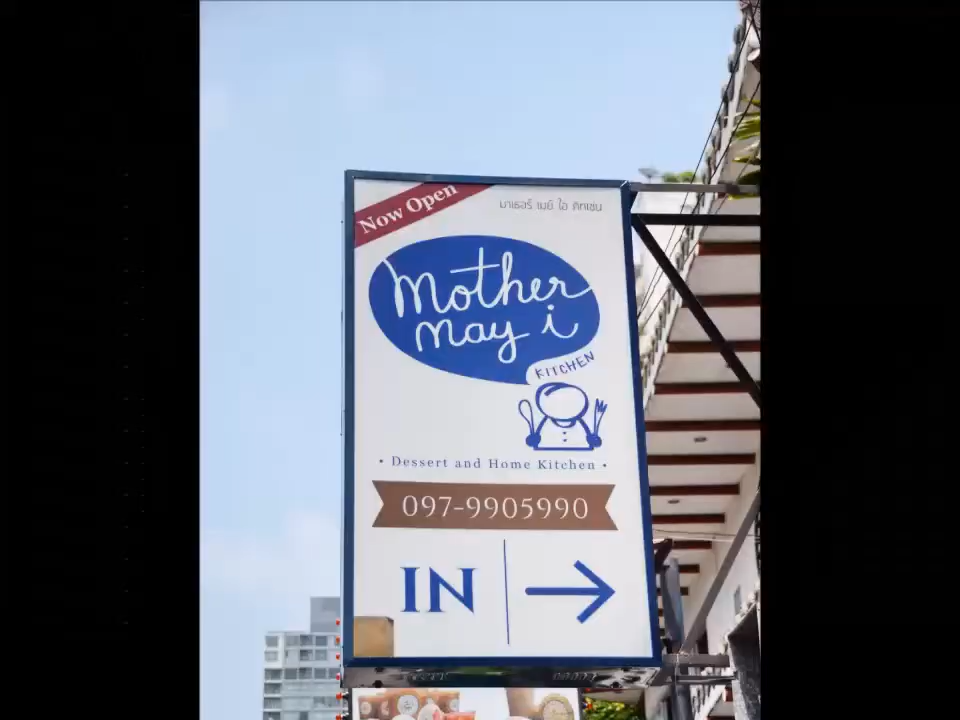 Now Open
มาเธอร์ เมย์ ไอ คิทเช่น
Mother
may i
KITCHEN
• Dessert and Home Kitchen •
097-9905990
IN →